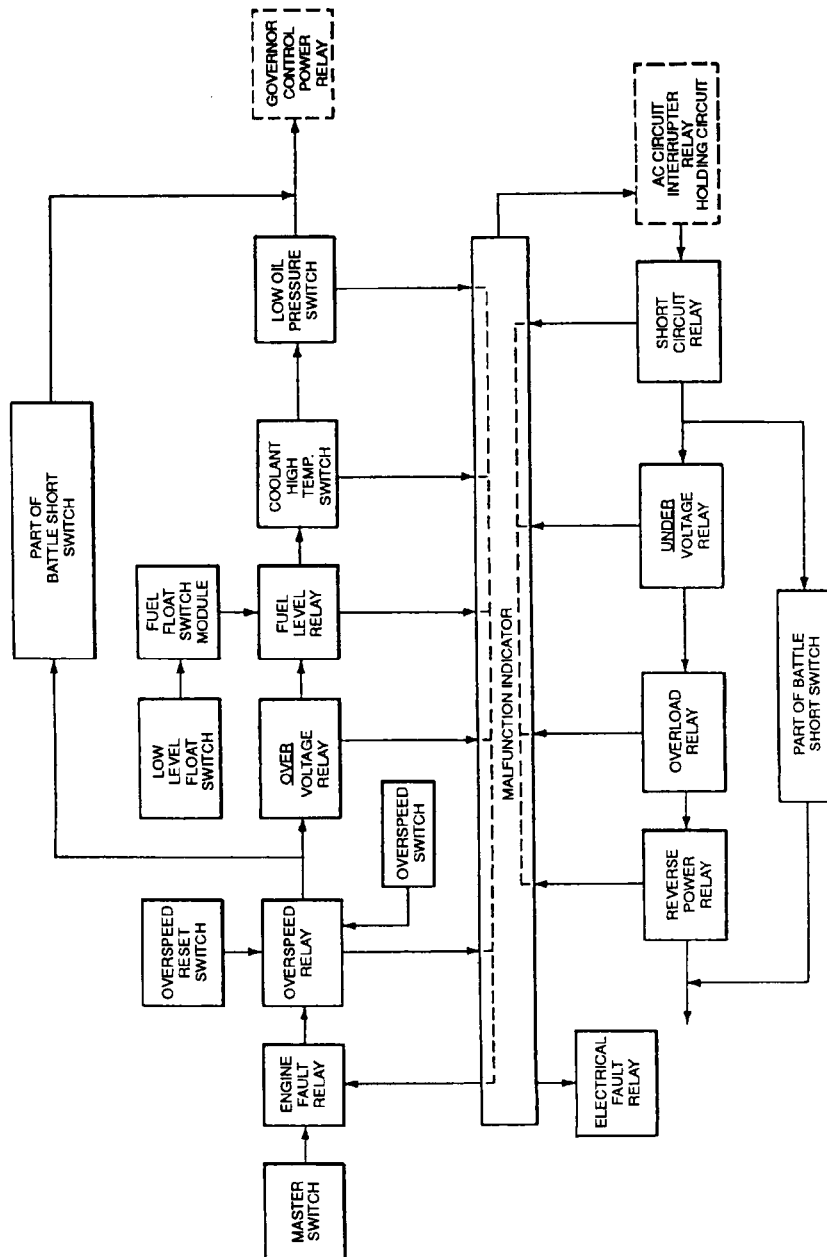 MASTER
SWITCH
ENGINE
FAULT
RELAY
OVERSPEED
RESET
SWITCH
OVERSPEED
RELAY
OVERSPEED
SWITCH
LOW
LEVEL
FLOAT
SWITCH
FUEL
FLOAT
SWITCH
MODULE
OVER
VOLTAGE
RELAY
FUEL
LEVEL
RELAY
PART OF
BATTLE SHORT
SWITCH
COOLANT
HIGH
TEMP.
SWITCH
LOW OIL
PRESSURE
SWITCH
GOVERNOR
CONTROL
POWER
RELAY
MALFUNCTION INDICATOR
ELECTRICAL
FAULT
RELAY
REVERSE
POWER
RELAY
OVERLOAD
RELAY
UNDER
VOLTAGE
RELAY
SHORT
CIRCUIT
RELAY
AC CIRCUIT
INTERRUPTER
RELAY
HOLDING CIRCUIT
PART OF BATTLE
SHORT SWITCH